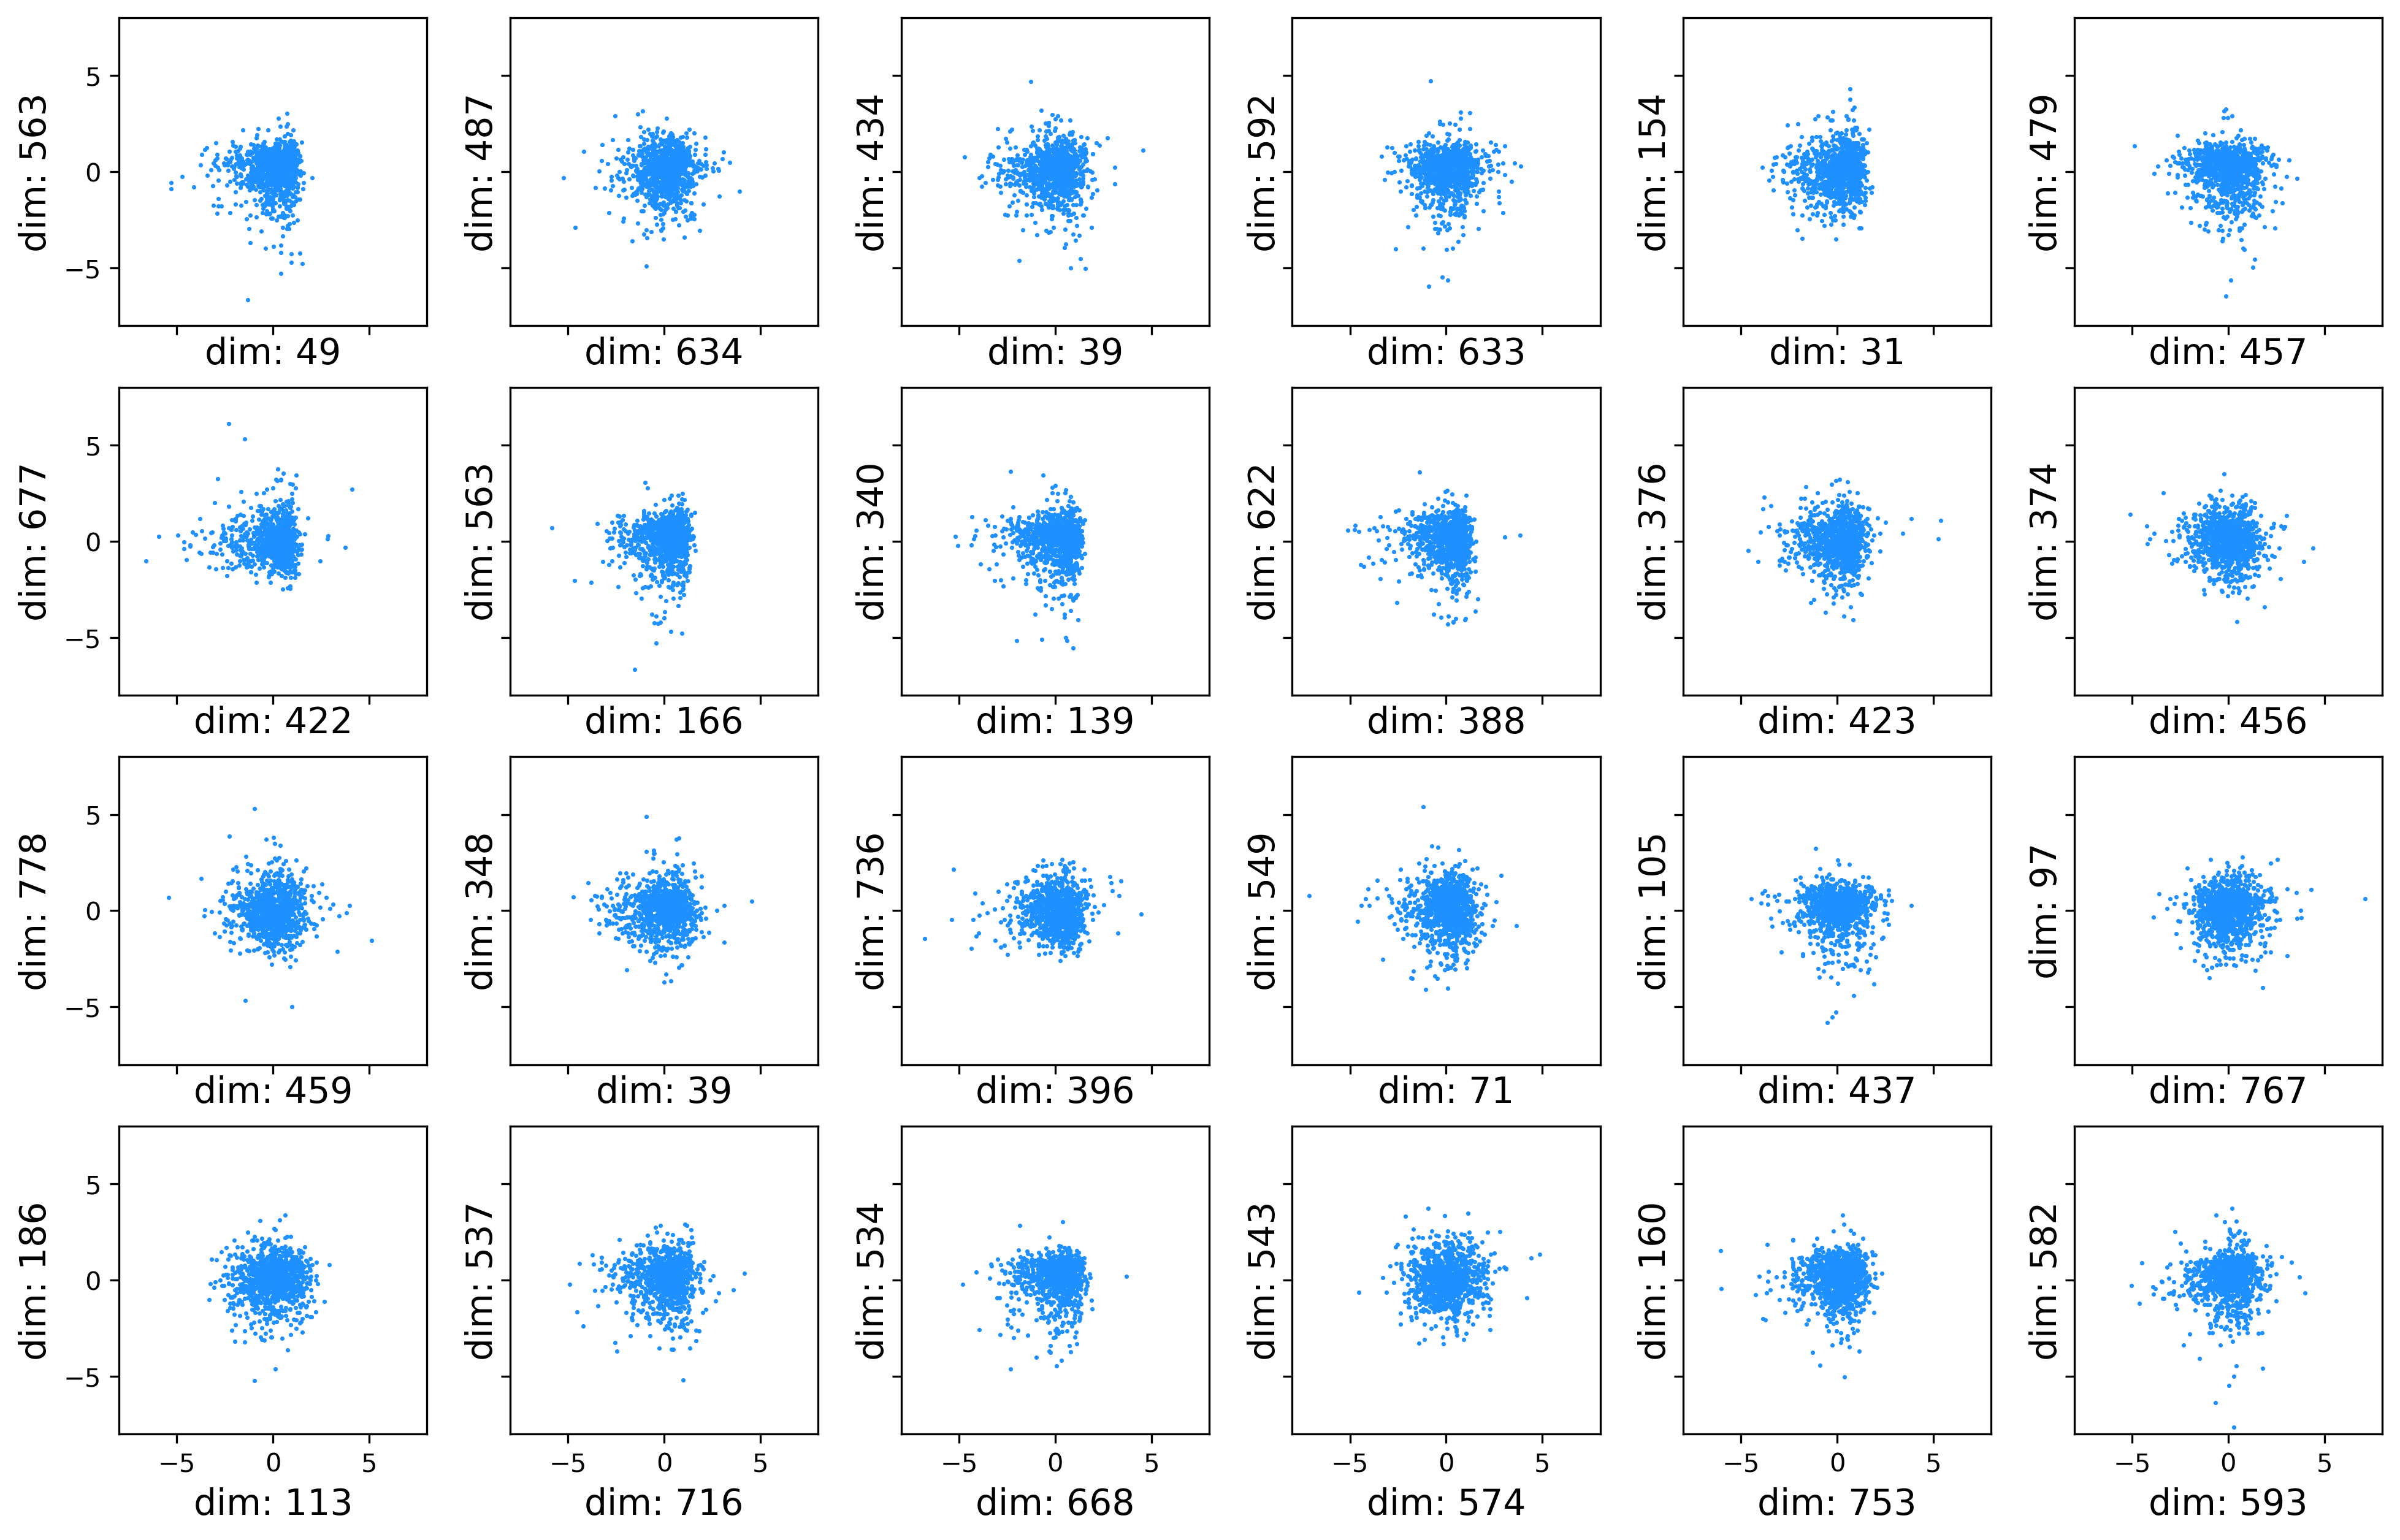 dim: 563
5
0
−5
dim: 49
dim: 487
dim: 634
dim: 434
dim: 39
dim: 592
dim: 633
dim: 154
dim: 31
dim: 479
dim: 457
dim: 677
5
0
−5
dim: 422
dim: 563
dim: 166
dim: 340
dim: 139
dim: 622
dim: 388
dim: 376
dim: 423
dim: 374
dim: 456
dim: 778
5
0
−5
dim: 459
dim: 348
dim: 39
dim: 736
dim: 396
dim: 549
dim: 71
dim: 105
dim: 437
dim: 97
dim: 767
dim: 186
5
0
−5
−5 0 5
dim: 113
dim: 537
−5 0 5
dim: 716
dim: 534
−5 0 5
dim: 668
dim: 543
−5 0 5
dim: 574
dim: 160
−5 0 5
dim: 753
dim: 582
−5 0 5
dim: 593